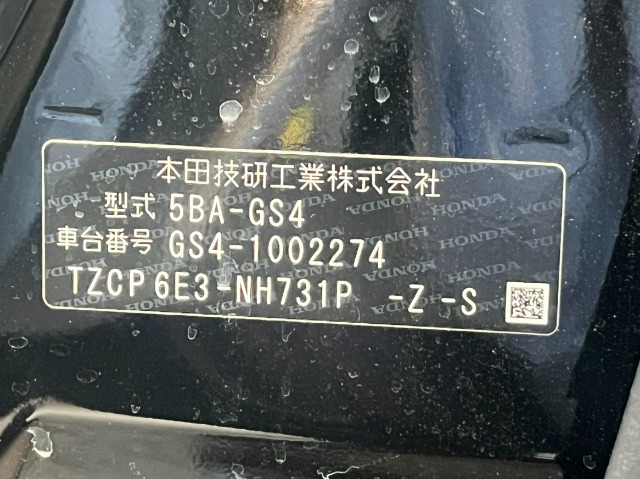 本田技研工業株式会社
型式 5BA-GS4
車台番号 GS4-1002274
TZCP6E3-NH731P -Z-S